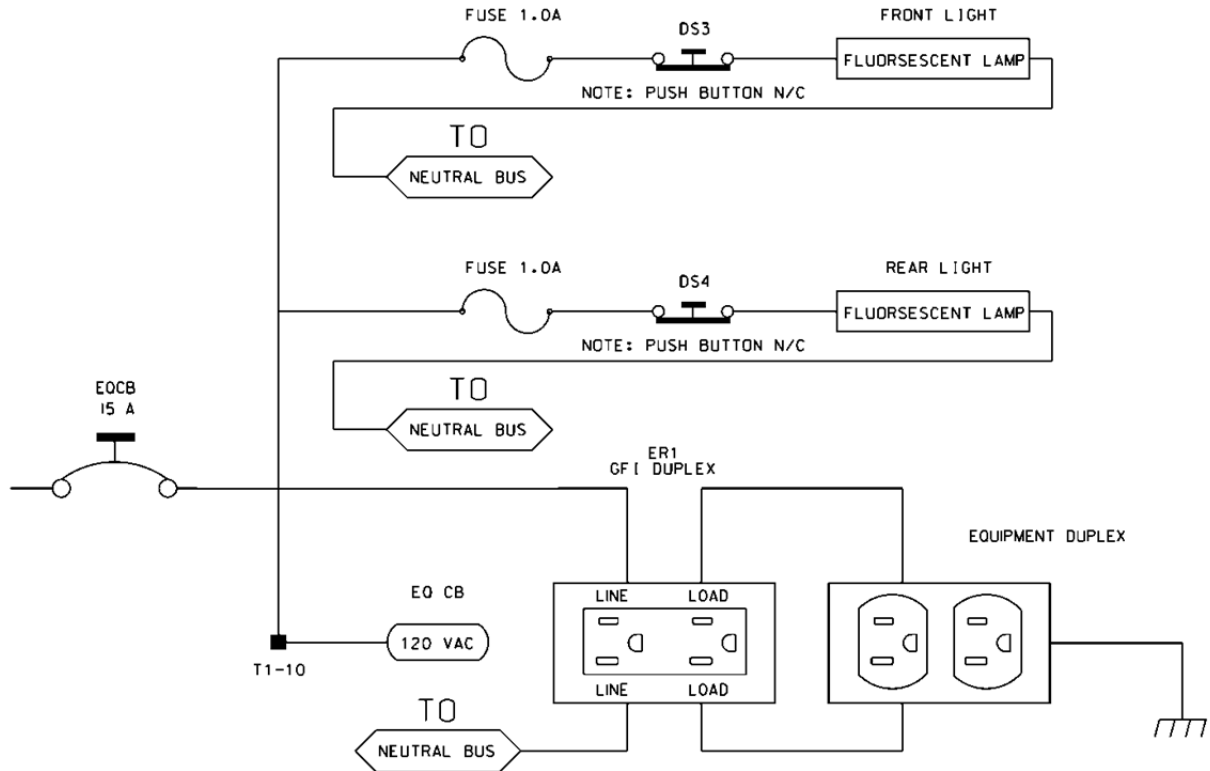 FUSE 1.0A
DS3
FRONT LIGHT
FLUORSESCENT LAMP
NOTE: PUSH BUTTON N/C
TO
NEUTRAL BUS
FUSE 1.0A
DS4
REAR LIGHT
FLUORSESCENT LAMP
NOTE: PUSH BUTTON N/C
TO
NEUTRAL BUS
EQCB
15 A
ER1
GFI DUPLEX
EQUIPMENT DUPLEX
LINE LOAD
EQ CB
120 VAC
T1-10
LINE LOAD
TO
NEUTRAL BUS